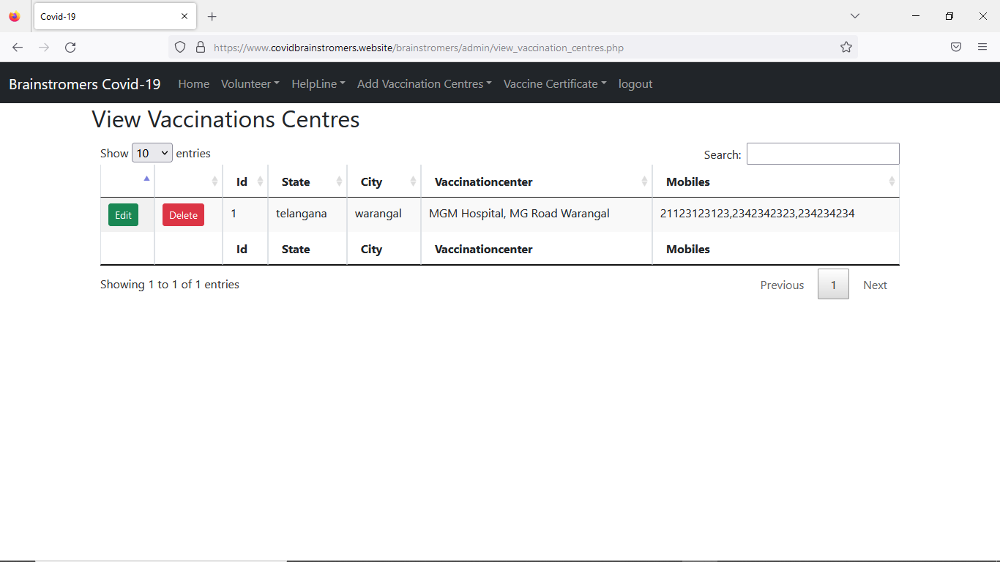 Covid-19
https://www.covidbrainstromers.website/brainstromers/admin/view_vaccination_centres.php
Brainstromers Covid-19 Home Volunteer HelpLine Add Vaccination Centres Vaccine Certificate logout
View Vaccinations Centres
Show 10 entries Search:
Id State City Vaccinationcenter Mobiles
Edit Delete 1 telangana warangal MGM Hospital, MG Road Warangal 21123123123,2342342323,234234234
Id State City Vaccinationcenter Mobiles
Showing 1 to 1 of 1 entries Previous 1 Next